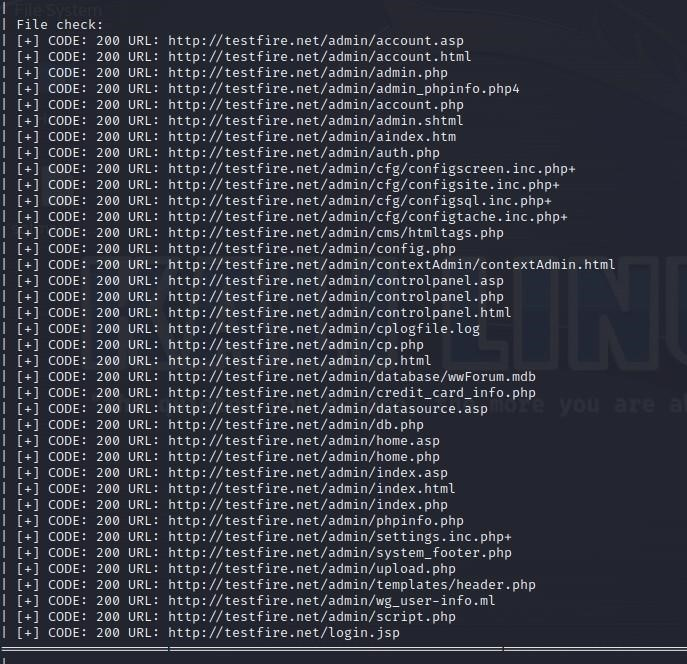 File System
|
| File check:
| [+] CODE: 200 URL: http://testfire.net/admin/account.asp
| [+] CODE: 200 URL: http://testfire.net/admin/account.html
| [+] CODE: 200 URL: http://testfire.net/admin/admin.php
| [+] CODE: 200 URL: http://testfire.net/admin/admin_phpinfo.php4
| [+] CODE: 200 URL: http://testfire.net/admin/account.php
| [+] CODE: 200 URL: http://testfire.net/admin/admin.shtml
| [+] CODE: 200 URL: http://testfire.net/admin/aindex.htm
| [+] CODE: 200 URL: http://testfire.net/admin/auth.php
| [+] CODE: 200 URL: http://testfire.net/admin/cfg/configscreen.inc.php+
| [+] CODE: 200 URL: http://testfire.net/admin/cfg/configsite.inc.php+
| [+] CODE: 200 URL: http://testfire.net/admin/cfg/configsql.inc.php+
| [+] CODE: 200 URL: http://testfire.net/admin/cfg/configtache.inc.php+
| [+] CODE: 200 URL: http://testfire.net/admin/cms/htmltags.php
| [+] CODE: 200 URL: http://testfire.net/admin/config.php
| [+] CODE: 200 URL: http://testfire.net/admin/contextAdmin/contextAdmin.html
| [+] CODE: 200 URL: http://testfire.net/admin/controlpanel.asp
| [+] CODE: 200 URL: http://testfire.net/admin/controlpanel.php
| [+] CODE: 200 URL: http://testfire.net/admin/controlpanel.html
| [+] CODE: 200 URL: http://testfire.net/admin/cplogfile.log
| [+] CODE: 200 URL: http://testfire.net/admin/cp.php
| [+] CODE: 200 URL: http://testfire.net/admin/cp.html
| [+] CODE: 200 URL: http://testfire.net/admin/database/wwForum.mdb
| [+] CODE: 200 URL: http://testfire.net/admin/credit_card_info.php
| [+] CODE: 200 URL: http://testfire.net/admin/datasource.asp
| [+] CODE: 200 URL: http://testfire.net/admin/db.php
| [+] CODE: 200 URL: http://testfire.net/admin/home.asp
| [+] CODE: 200 URL: http://testfire.net/admin/home.php
| [+] CODE: 200 URL: http://testfire.net/admin/index.asp
| [+] CODE: 200 URL: http://testfire.net/admin/index.html
| [+] CODE: 200 URL: http://testfire.net/admin/index.php
| [+] CODE: 200 URL: http://testfire.net/admin/phpinfo.php
| [+] CODE: 200 URL: http://testfire.net/admin/settings.inc.php+
| [+] CODE: 200 URL: http://testfire.net/admin/system_footer.php
| [+] CODE: 200 URL: http://testfire.net/admin/upload.php
| [+] CODE: 200 URL: http://testfire.net/admin/templates/header.php
| [+] CODE: 200 URL: http://testfire.net/admin/wg_user-info.ml
| [+] CODE: 200 URL: http://testfire.net/admin/script.php
| [+] CODE: 200 URL: http://testfire.net/login.jsp
more you are